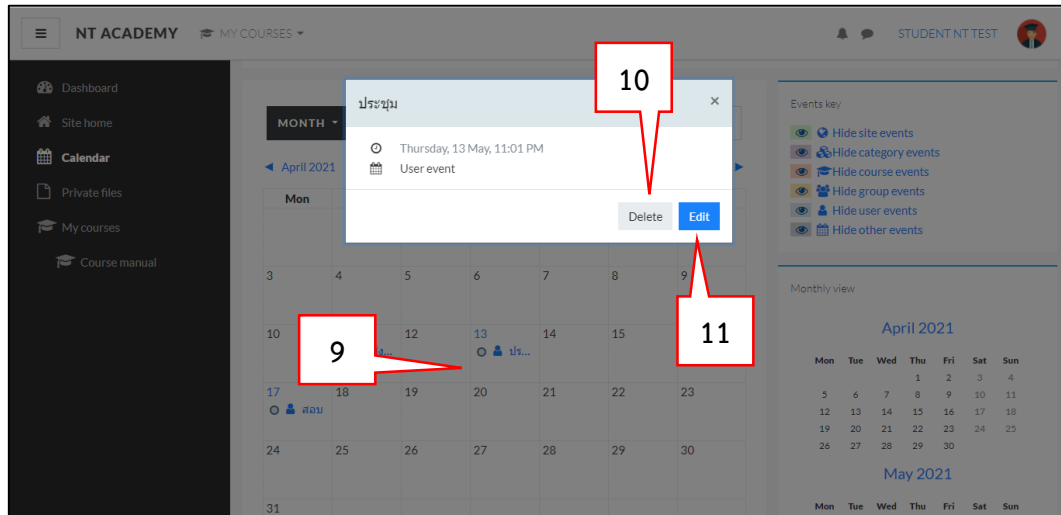 NT ACADEMY MY COURSES STUDENT NT TEST
Dashboard
Site home
Calendar
Private files
My courses
Course manual
10
ประชุม ×
Thursday, 13 May, 11:01 PM
User event
Delete Edit
MONTH
◄ April 2021 ►
Mon
3 4 5 6 7 8 9
10 12 13 14 15
ประ...
9
11
17 18 19 20 21 22 23
สอบ
24 25 26 27 28 29 30
31
Events key
Hide site events
Hide category events
Hide course events
Hide group events
Hide user events
Hide other events
Monthly view
April 2021
Mon Tue Wed Thu Fri Sat Sun
1 2 3 4
5 6 7 8 9 10 11
12 13 14 15 16 17 18
19 20 21 22 23 24 25
26 27 28 29 30
May 2021
Mon Tue Wed Thu Fri Sat Sun